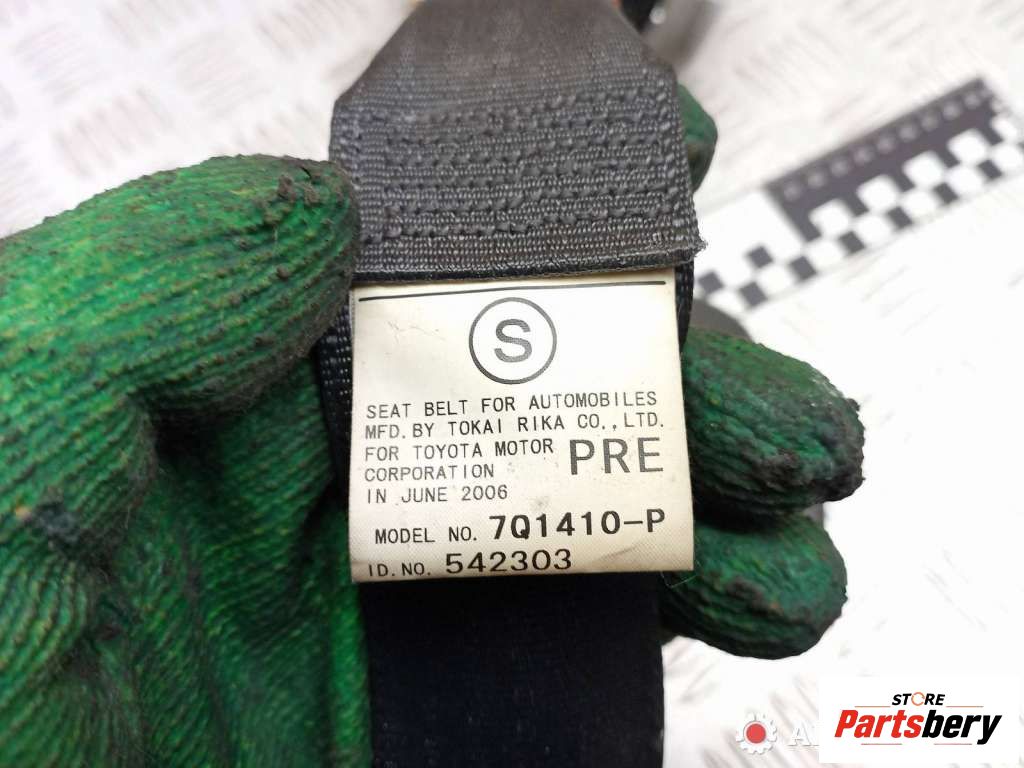 S
SEAT BELT FOR AUTOMOBILES
MFD. BY TOKAI RIKA CO., LTD.
FOR TOYOTA MOTOR
CORPORATION
PRE
IN JUNE 2006
MODEL NO. 7Q1410-P
ID. NO. 542303
STORE
Partsbery